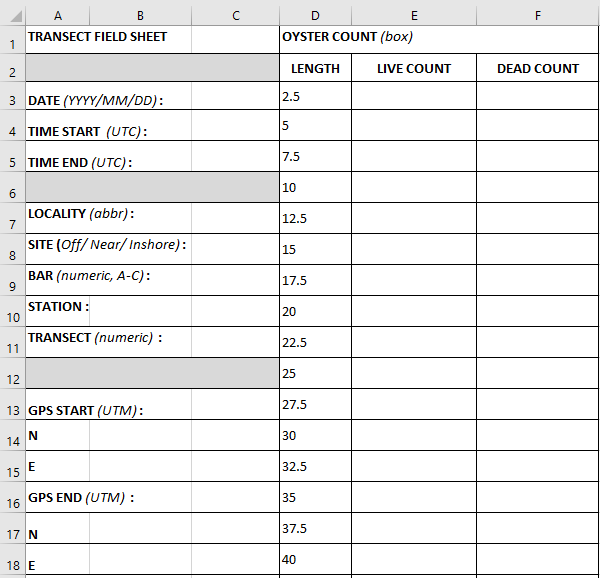 A B C D E F
1 TRANSECT FIELD SHEET OYSTER COUNT (box)
2 LENGTH LIVE COUNT DEAD COUNT
3 DATE (YYYY/MM/DD) : 2.5
4 TIME START (UTC) : 5
5 TIME END (UTC) : 7.5
6 10
7 LOCALITY (abbr) : 12.5
8 SITE (Off/ Near/ Inshore) : 15
9 BAR (numeric, A-C) : 17.5
10 STATION : 20
11 TRANSECT (numeric) : 22.5
12 25
13 GPS START (UTM) : 27.5
14 N 30
15 E 32.5
16 GPS END (UTM) : 35
17 N 37.5
18 E 40